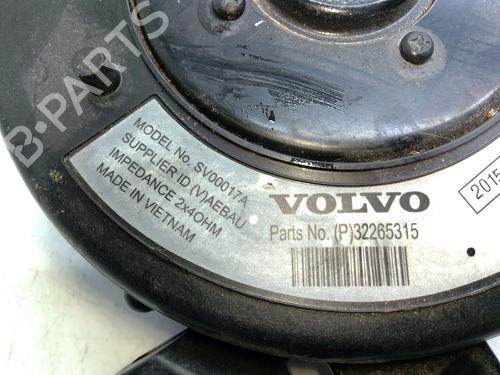 B-PARTS
MODEL No. SV00017A
SUPPLIER ID (V)AEBAU
IMPEDANCE 2x4OHM
MADE IN VIETNAM
VOLVO
Parts No. (P)32265315
2015